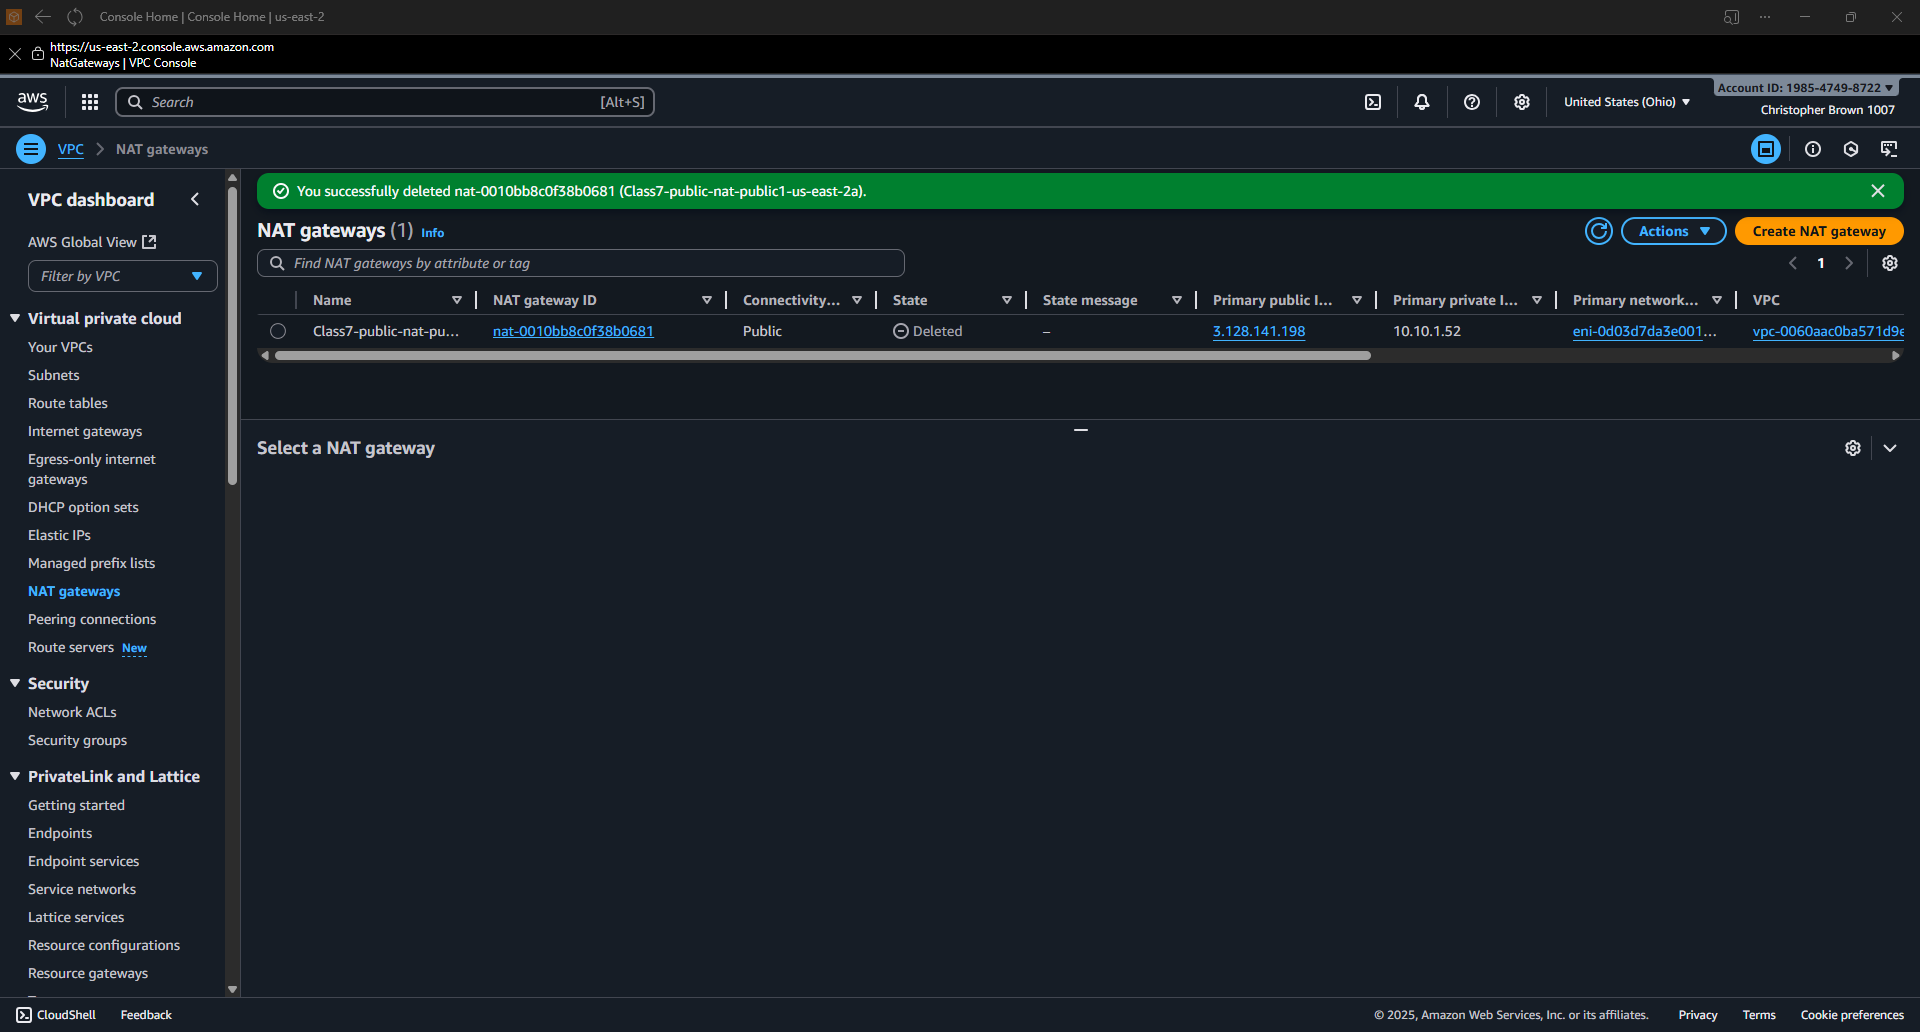 Console Home | Console Home | us-east-2
https://us-east-2.console.aws.amazon.com
NatGateways | VPC Console
aws
Search [Alt+S]
United States (Ohio)
Account ID: 1985-4749-8722
Christopher Brown 1007
VPC > NAT gateways
VPC dashboard
AWS Global View
Filter by VPC
Virtual private cloud
Your VPCs
Subnets
Route tables
Internet gateways
Egress-only internet
gateways
DHCP option sets
Elastic IPs
Managed prefix lists
NAT gateways
Peering connections
Route servers New
Security
Network ACLs
Security groups
PrivateLink and Lattice
Getting started
Endpoints
Endpoint services
Service networks
Lattice services
Resource configurations
Resource gateways
You successfully deleted nat-0010bb8c0f38b0681 (Class7-public-nat-public1-us-east-2a).
NAT gateways (1) Info
Actions
Create NAT gateway
Find NAT gateways by attribute or tag
1
Name NAT gateway ID Connectivity... State State message Primary public I... Primary private I... Primary network... VPC
Class7-public-nat-pu... nat-0010bb8c0f38b0681 Public Deleted – 3.128.141.198 10.10.1.52 eni-0d03d7da3e001... vpc-0060aac0ba571d9e
Select a NAT gateway
CloudShell Feedback
© 2025, Amazon Web Services, Inc. or its affiliates. Privacy Terms Cookie preferences